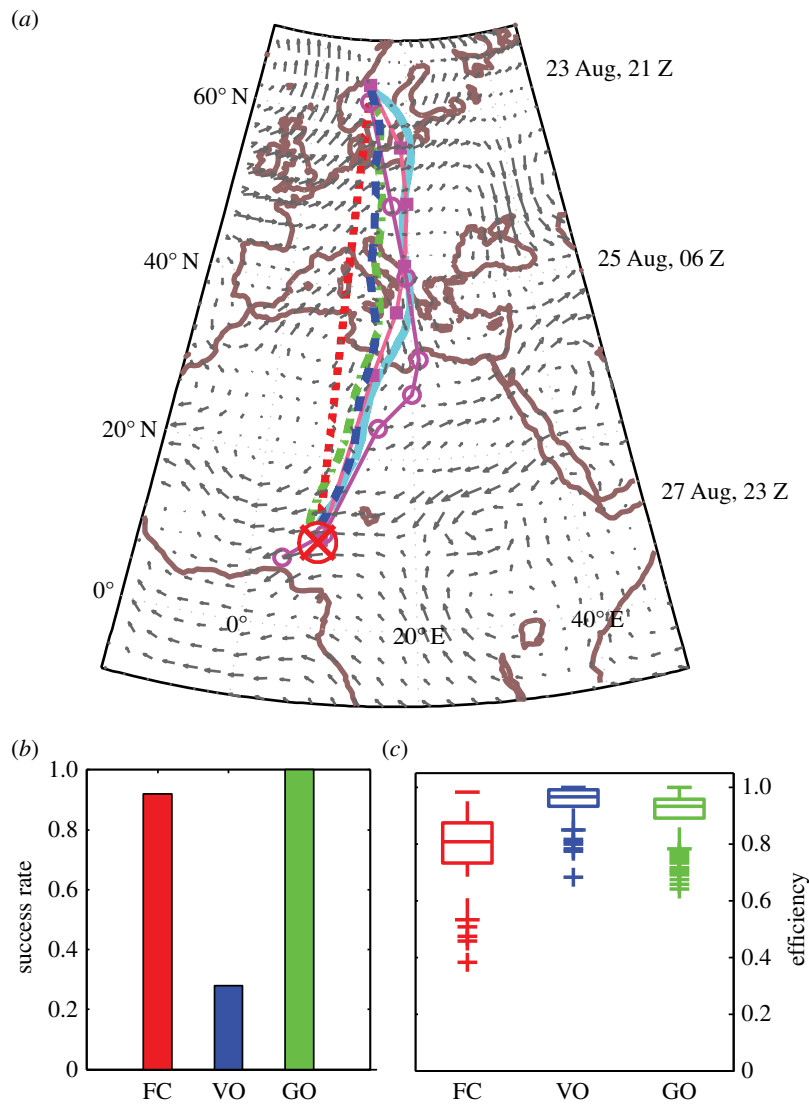 (a)
23 Aug, 21 Z
60° N
25 Aug, 06 Z
40° N
20° N
27 Aug, 23 Z
0°
0°
20° E
40° E
(b)
(c)
1.0
0.8
0.6
0.4
0.2
0
success rate
FC VO GO
1.0
0.8
0.6
0.4
0.2
0
efficiency
FC VO GO